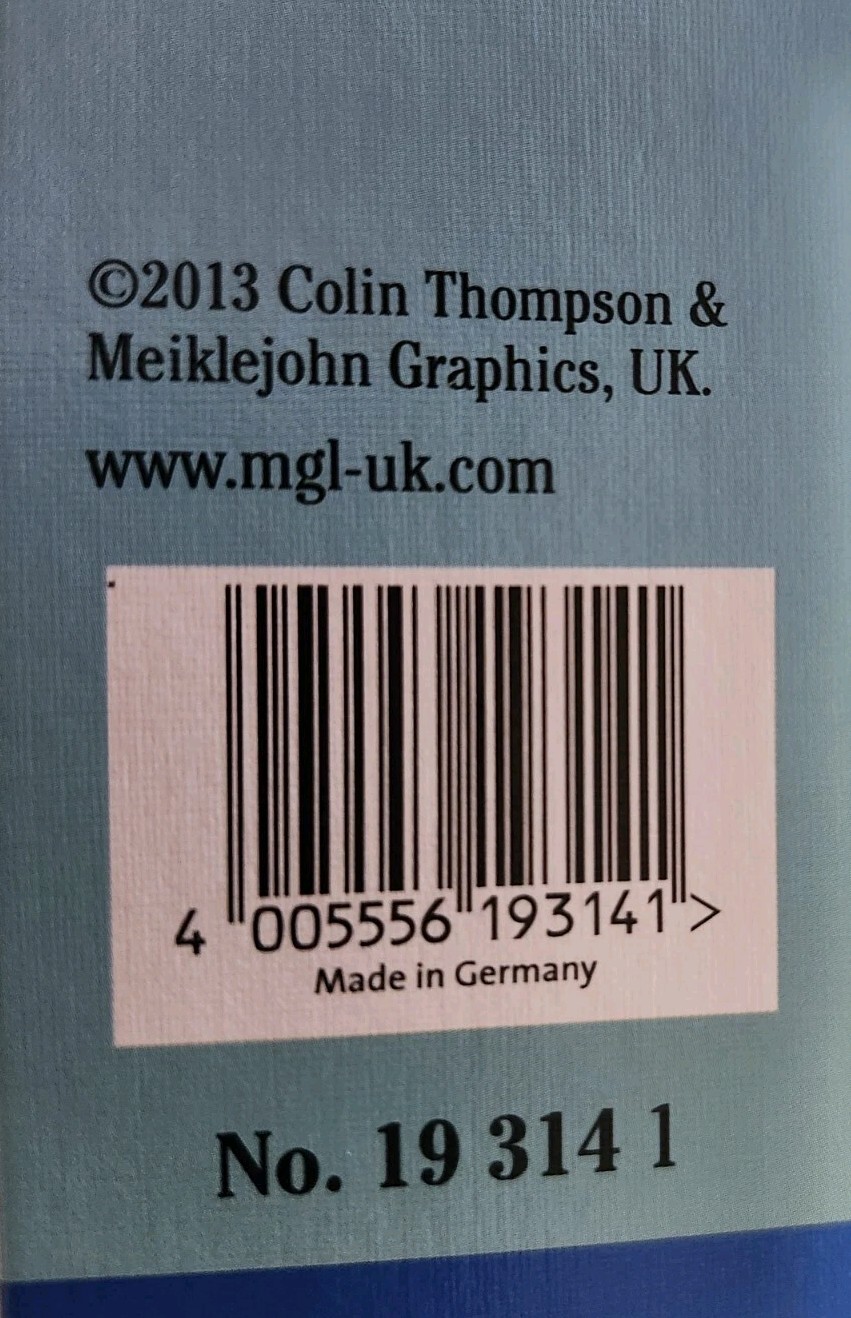 ©2013 Colin Thompson &
Meiklejohn Graphics, UK.
www.mgl-uk.com
4 005556 193141 >
Made in Germany
No. 19 314 1